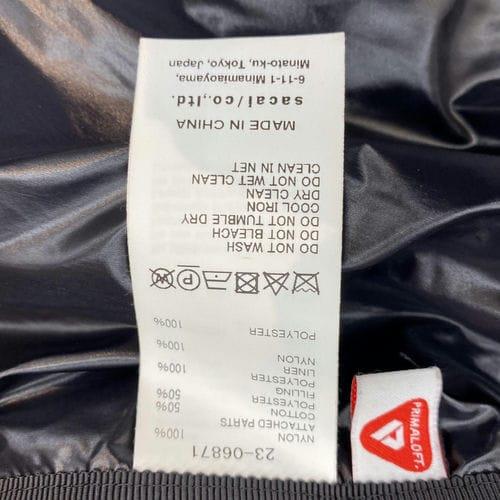 23-06871
NYLON 100%
ATTACHED PARTS
COTTON 50%
POLYESTER 50%
FILLING
LINER 100%
NYLON 100%
POLYESTER 100%
DO NOT WASH
DO NOT BLEACH
DO NOT TUMBLE DRY
COOL IRON
DRY CLEAN
DO NOT WET CLEAN
CLEAN IN NET
MADE IN CHINA
sacai/co.,ltd.
6-11-1 Minamiaoyama,
Minato-ku, Tokyo, Japan
PRIMALOFT.